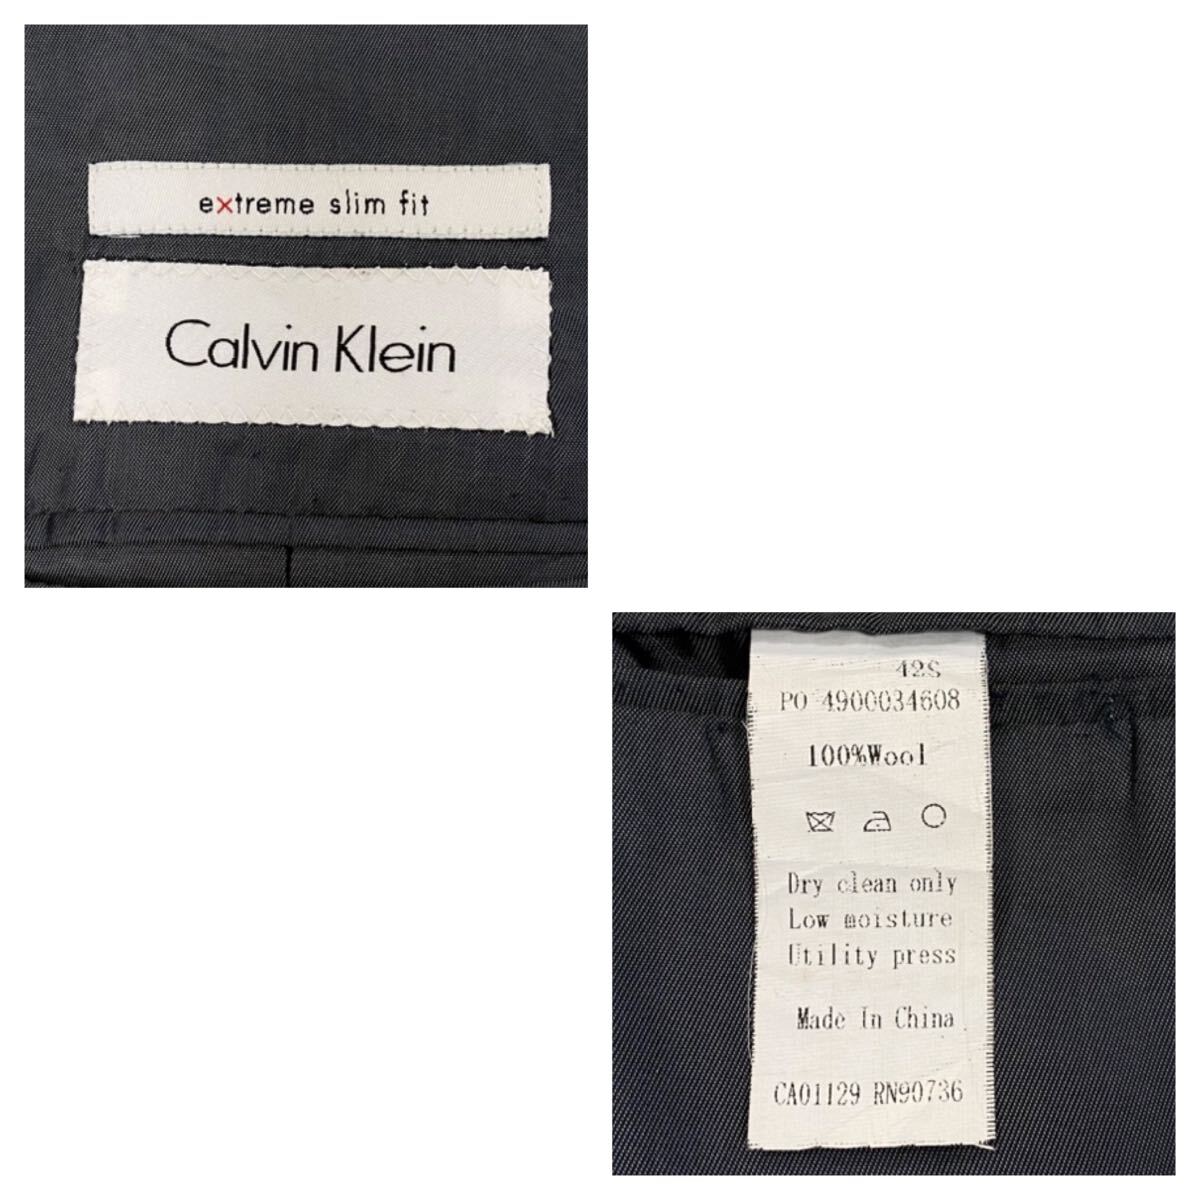 extreme slim fit
Calvin Klein
42S
PO 4900034608
100%Wool
Dry clean only
Low moisture
Utility press
Made In China
CA01129 RN90736